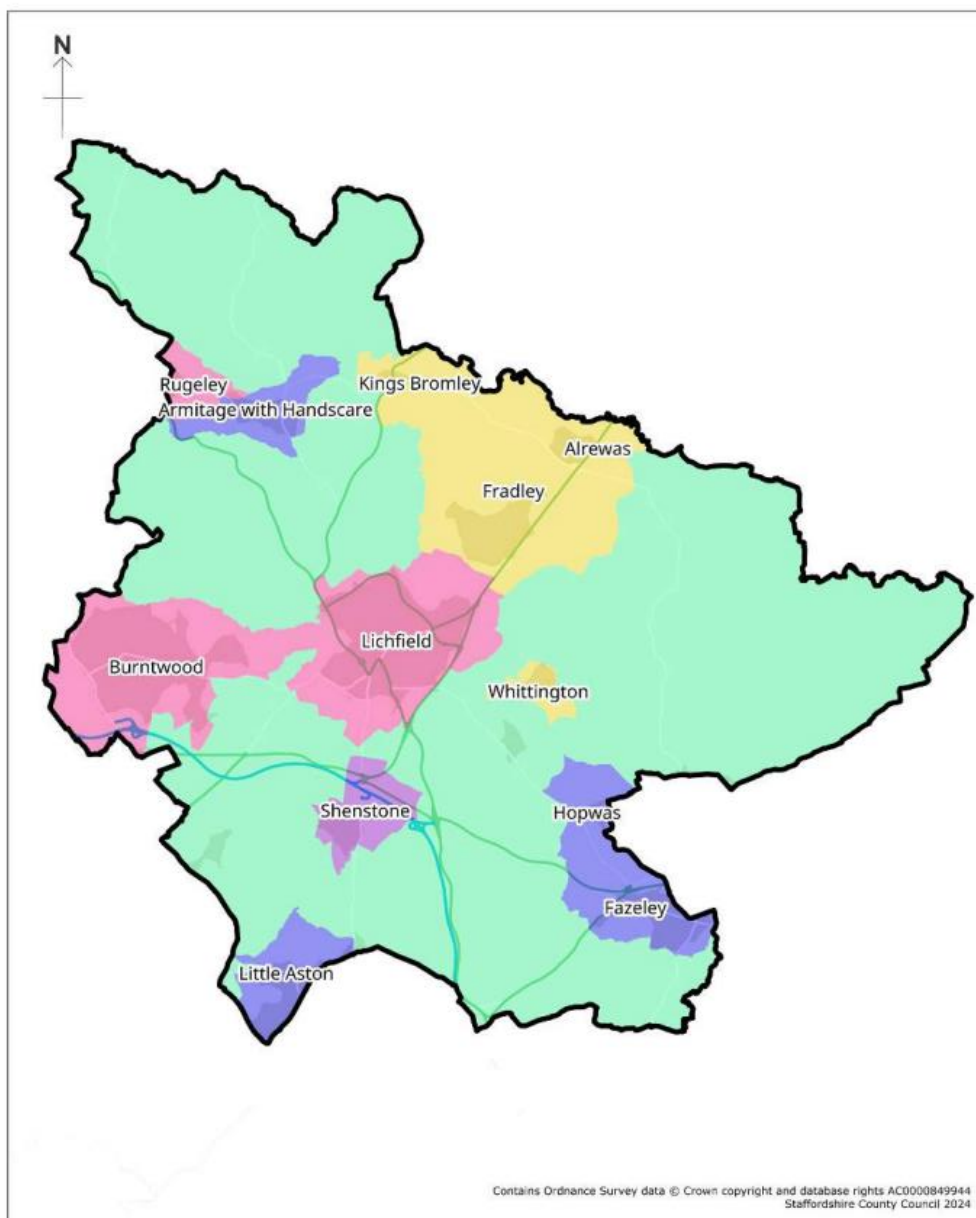 N
Rugeley
Kings Bromley
Armitage with Handscare
Alrewas
Fradley
Lichfield
Burntwood
Whittington
Shenstone
Hopwas
Fazeley
Little Aston
Contains Ordnance Survey data © Crown copyright and database rights AC0000849944
Staffordshire County Council 2024